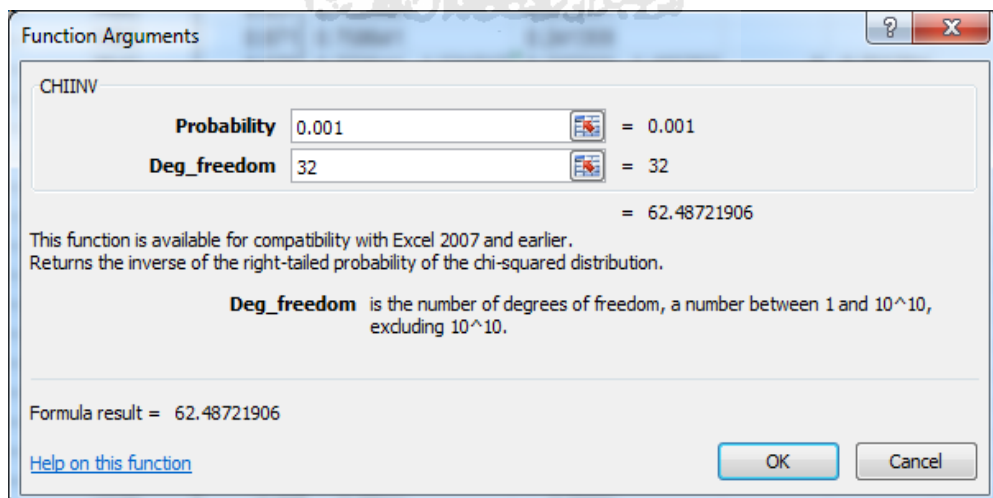 Function Arguments
CHIINV
Probability 0.001 = 0.001
Deg_freedom 32 = 32
= 62.48721906
This function is available for compatibility with Excel 2007 and earlier.
Returns the inverse of the right-tailed probability of the chi-squared distribution.
Deg_freedom is the number of degrees of freedom, a number between 1 and 10^10,
excluding 10^10.
Formula result = 62.48721906
Help on this function
OK Cancel